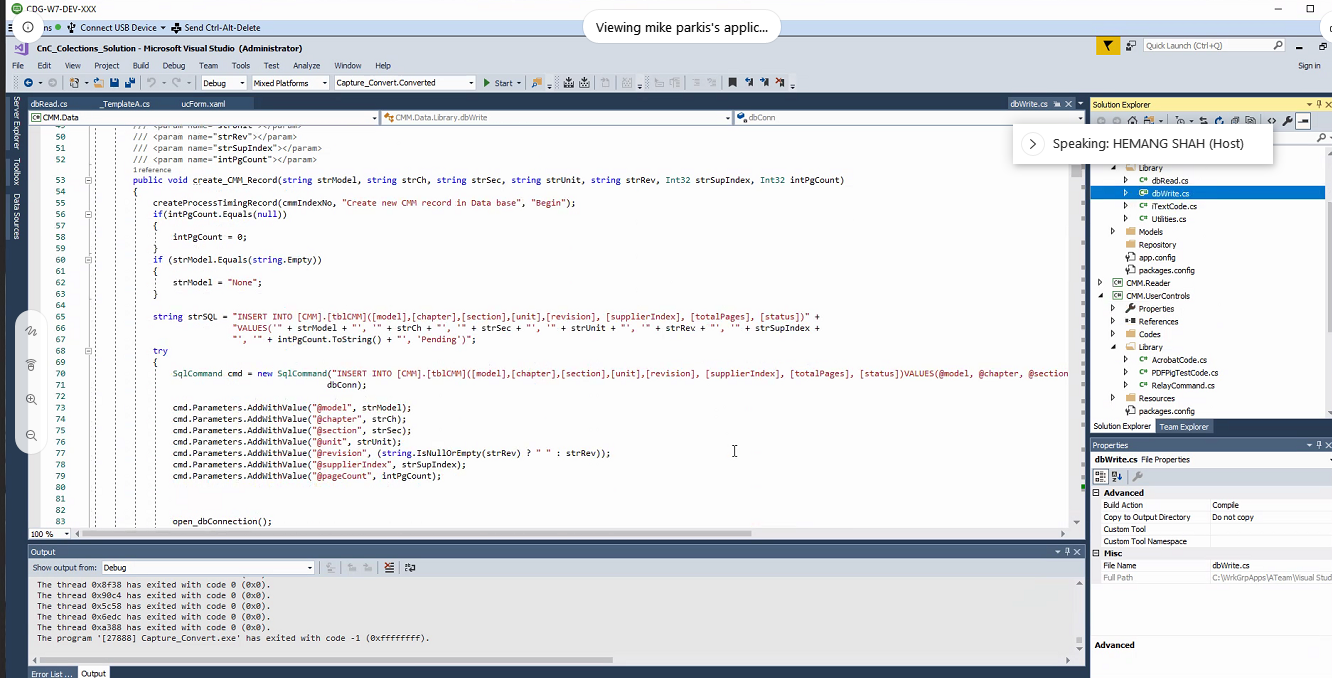 CDG-W7-DEV-XXX
Connect USB Device
Send Ctrl-Alt-Delete
Viewing mike parkis's applic...
CnC_Colections_Solution - Microsoft Visual Studio (Administrator)
Quick Launch (Ctrl+Q)
File Edit View Project Build Debug Team Tools Test Analyze Window Help
Sign in
Debug Mixed Platforms Capture_Convert.Converted Start
Server Explorer
Toolbox
Data Sources
dbRead.cs _TemplateA.cs ucForm.xaml dbWrite.cs
CMM.Data CMM.Data.Library.dbWrite dbConn
50 /// <param name="strRev"></param>
51 /// <param name="strSupIndex"></param>
52 /// <param name="intPgCount"></param>
1 reference
53 public void create_CMM_Record(string strModel, string strCh, string strSec, string strUnit, string strRev, Int32 strSupIndex, Int32 intPgCount)
54 {
55 createProcessTimingRecord(cmmIndexNo, "Create new CMM record in Data base", "Begin");
56 if(intPgCount.Equals(null))
57 {
58 intPgCount = 0;
59 }
60 if (strModel.Equals(string.Empty))
61 {
62 strModel = "None";
63 }
64
65 string strSQL = "INSERT INTO [CMM].[tblCMM]([model],[chapter],[section],[unit],[revision], [supplierIndex], [totalPages], [status])" +
66 "VALUES('" + strModel + "', '" + strCh + "', '" + strSec + "', '" + strUnit + "', '" + strRev + "', '" + strSupIndex +
67 "', '" + intPgCount.ToString() + "', 'Pending')";
68 try
69 {
70 SqlCommand cmd = new SqlCommand("INSERT INTO [CMM].[tblCMM]([model],[chapter],[section],[unit],[revision], [supplierIndex], [totalPages], [status])VALUES(@model, @chapter, @section
71 dbConn);
72
73 cmd.Parameters.AddWithValue("@model", strModel);
74 cmd.Parameters.AddWithValue("@chapter", strCh);
75 cmd.Parameters.AddWithValue("@section", strSec);
76 cmd.Parameters.AddWithValue("@unit", strUnit);
77 cmd.Parameters.AddWithValue("@revision", (string.IsNullOrEmpty(strRev) ? " " : strRev));
78 cmd.Parameters.AddWithValue("@supplierIndex", strSupIndex);
79 cmd.Parameters.AddWithValue("@pageCount", intPgCount);
80
81
82
83 open_dbConnection();
100 %
Output
Show output from: Debug
The thread 0x8f38 has exited with code 0 (0x0).
The thread 0x90c4 has exited with code 0 (0x0).
The thread 0x5c58 has exited with code 0 (0x0).
The thread 0x6edc has exited with code 0 (0x0).
The thread 0xa388 has exited with code 0 (0x0).
The program '[27888] Capture_Convert.exe' has exited with code -1 (0xffffffff).
Error List ... Output
Solution Explorer
Speaking: HEMANG SHAH (Host)
Library
dbRead.cs
dbWrite.cs
iTextCode.cs
Utilities.cs
Models
Repository
app.config
packages.config
CMM.Reader
CMM.UserControls
Properties
References
Codes
Library
AcrobatCode.cs
PDFPigTestCode.cs
RelayCommand.cs
Resources
packages.config
Solution Explorer Team Explorer
Properties
dbWrite.cs File Properties
Advanced
Build Action Compile
Copy to Output Directory Do not copy
Custom Tool
Custom Tool Namespace
Misc
File Name dbWrite.cs
Full Path C:\WrkGrpApps\ATeam\Visual Stud
Advanced